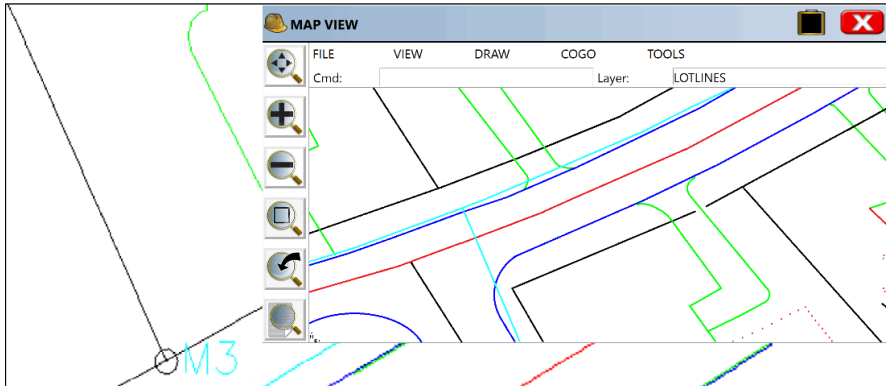 MAP VIEW
FILE VIEW DRAW COGO TOOLS
Cmd: Layer: LOTLINES
M3